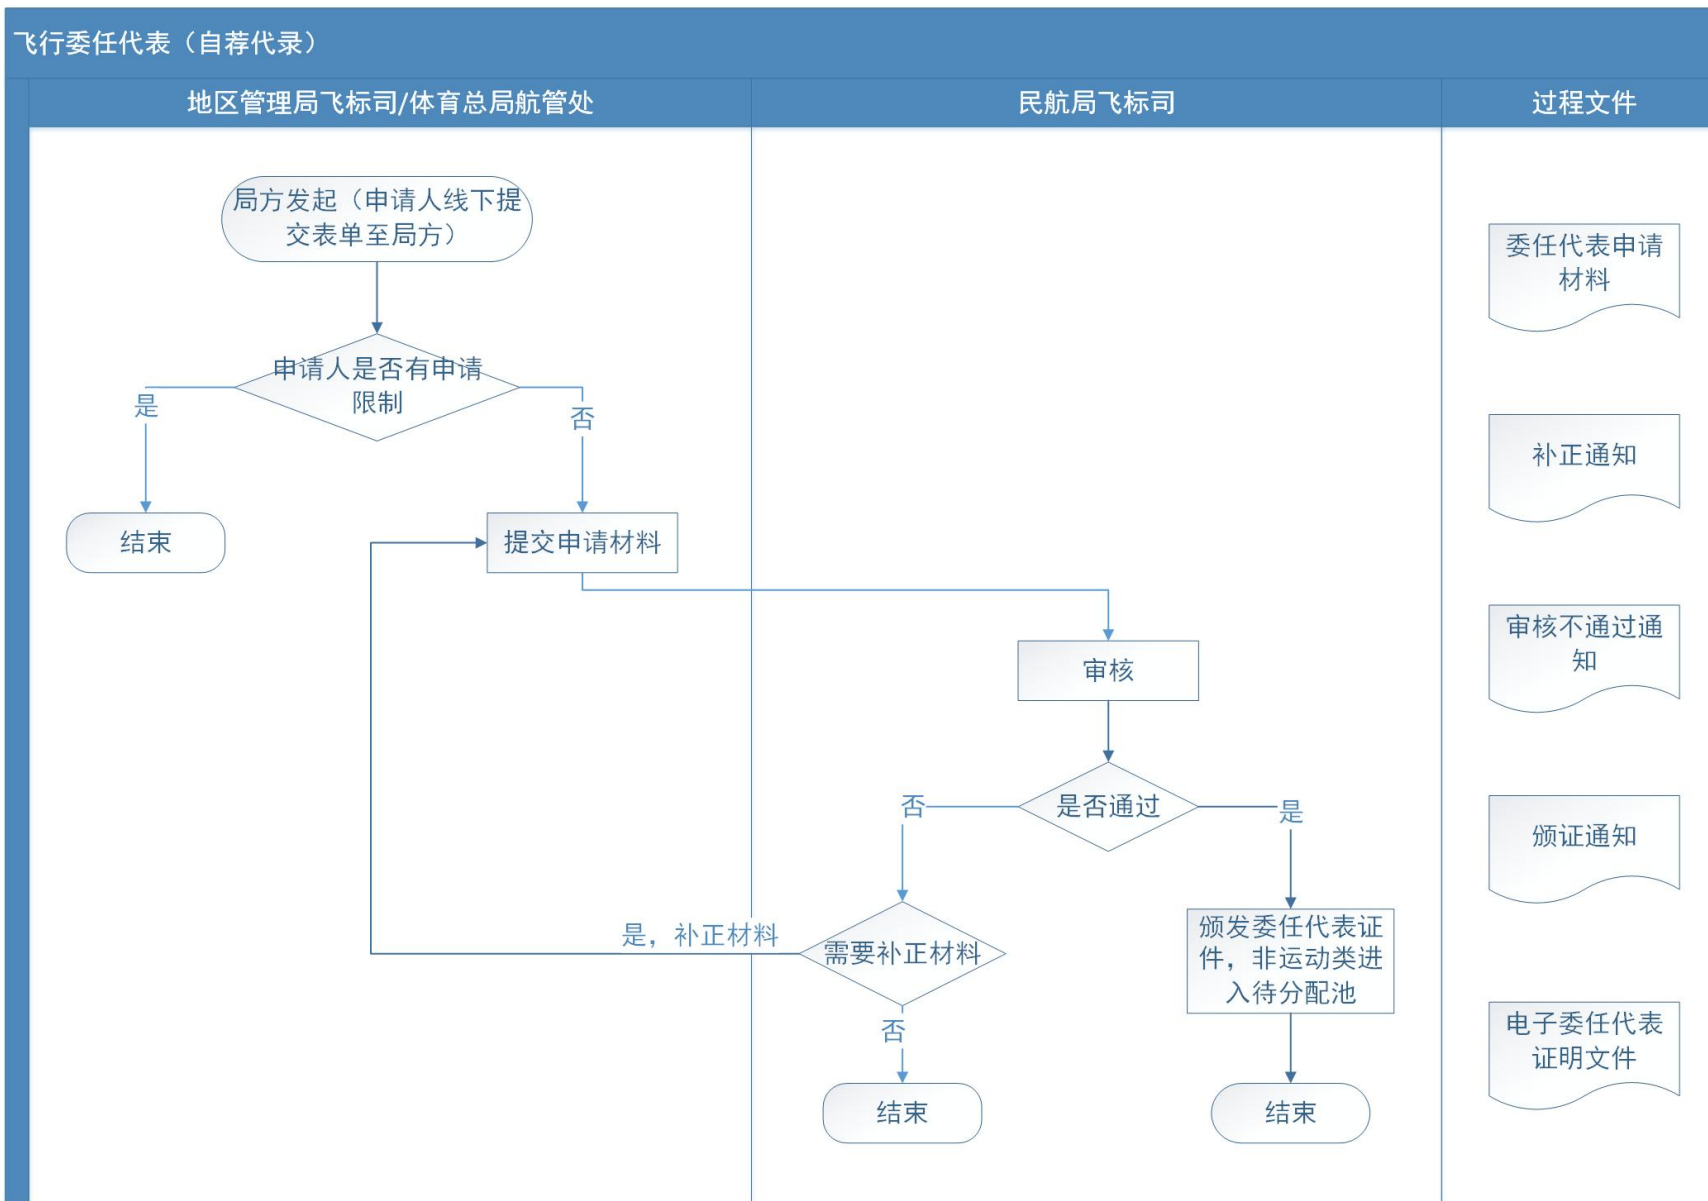 飞行委任代表（自荐代录）
地区管理局飞标司/体育总局航管处
民航局飞标司
过程文件
局方发起（申请人线下提
交表单至局方）
申请人是否有申请
限制
是
否
结束
提交申请材料
审核
是否通过
否
是
是，补正材料
需要补正材料
颁发委任代表证
件，非运动类进
入待分配池
否
结束
结束
委任代表申请
材料
补正通知
审核不通过通
知
颁证通知
电子委任代表
证明文件